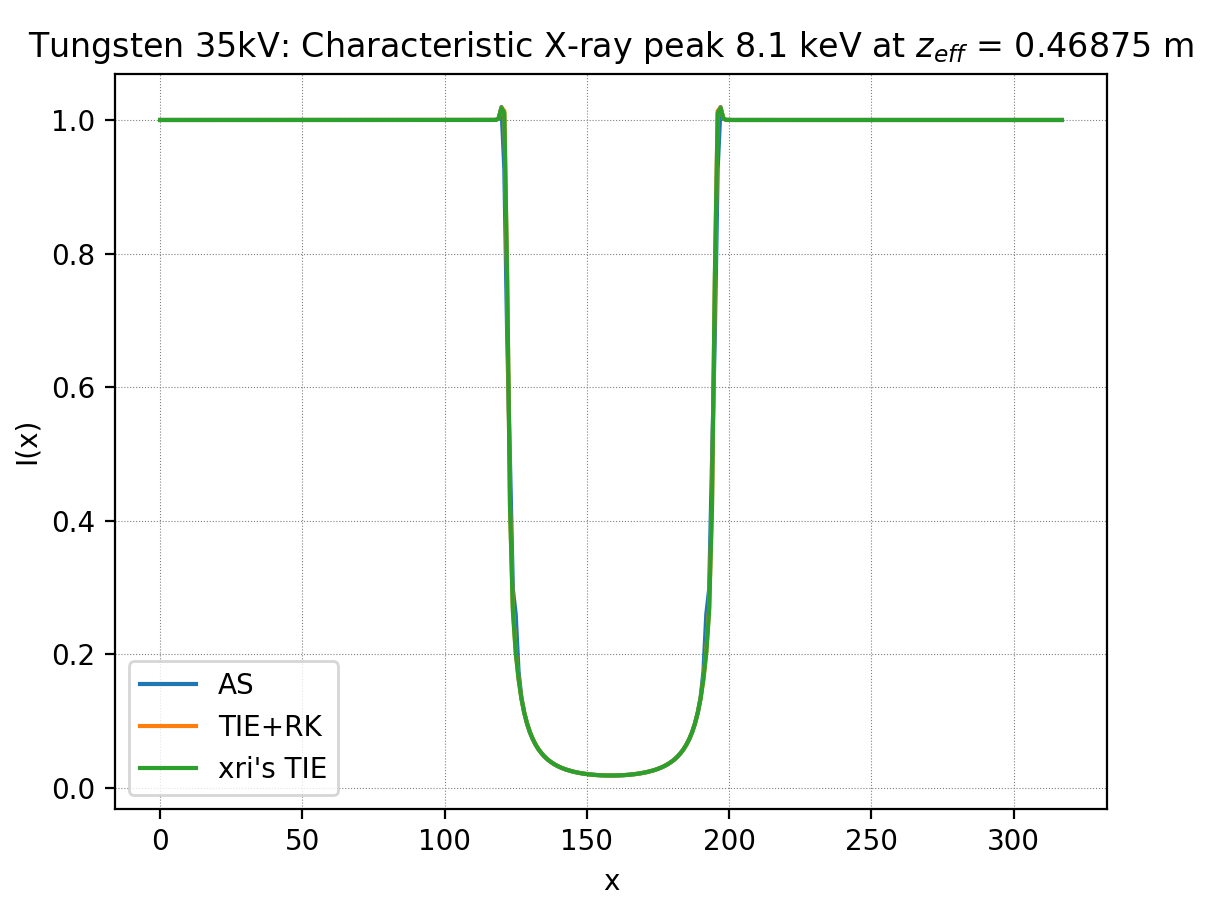 Tungsten 35kV: Characteristic X-ray peak 8.1 keV at z_eff = 0.46875 m
I(x)
1.0
0.8
0.6
0.4
0.2
0.0
AS
TIE+RK
xri's TIE
0 50 100 150 200 250 300
x